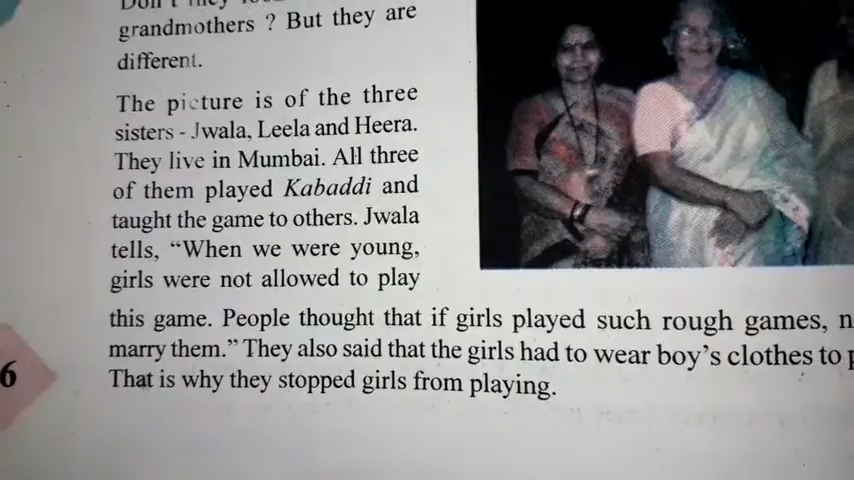 grandmothers ? But they are
different.
The picture is of the three
sisters - Jwala, Leela and Heera.
They live in Mumbai. All three
of them played Kabaddi and
taught the game to others. Jwala
tells, “When we were young,
girls were not allowed to play
this game. People thought that if girls played such rough games,
marry them.” They also said that the girls had to wear boy’s clothes to
That is why they stopped girls from playing.
6